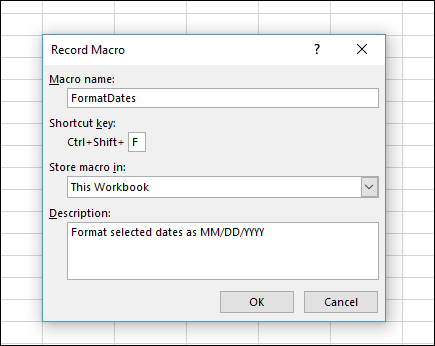 Record Macro ?
Macro name:
FormatDates
Shortcut key:
Ctrl+Shift+ F
Store macro in:
This Workbook
Description:
Format selected dates as MM/DD/YYYY
OK Cancel